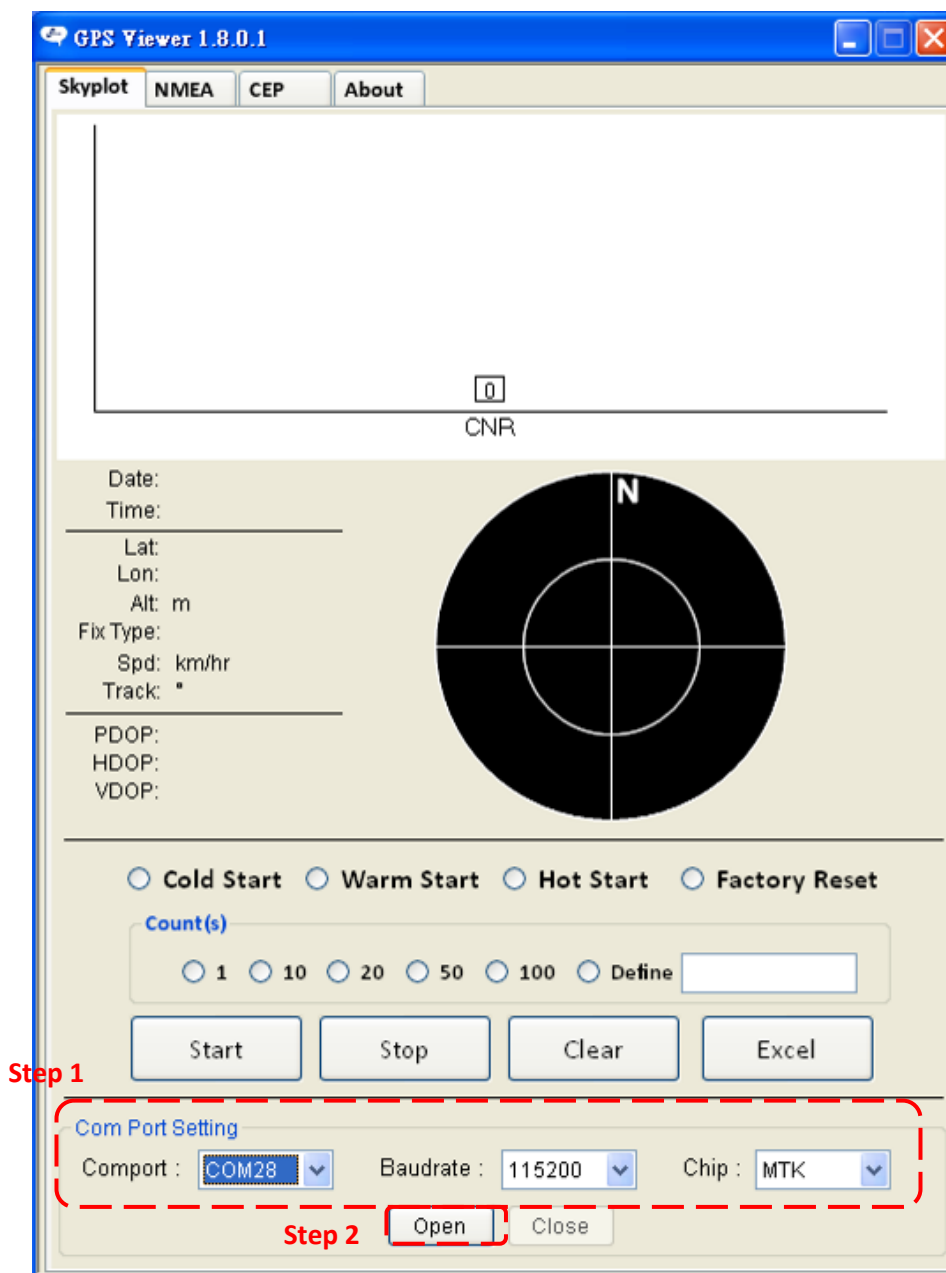 GPS Viewer 1.8.0.1
Skyplot NMEA CEP About
0
CNR
Date:
Time:
Lat:
Lon:
Alt: m
Fix Type:
Spd: km/hr
Track: °
PDOP:
HDOP:
VDOP:
N
Cold Start Warm Start Hot Start Factory Reset
Count(s)
1 10 20 50 100 Define
Start Stop Clear Excel
Step 1
Com Port Setting
Comport : COM28 Baudrate : 115200 Chip : MTK
Step 2 Open Close